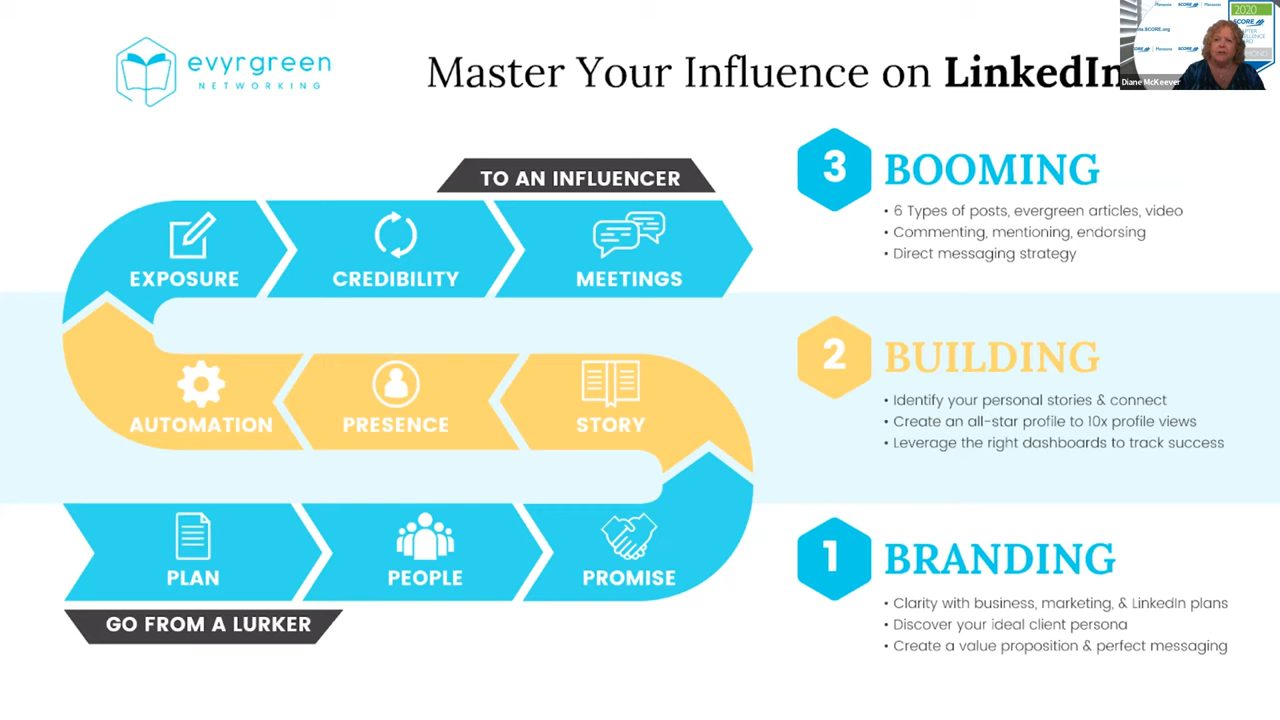 evyrgreen
NETWORKING
Master Your Influence on LinkedIn
2020
SCORE
Diane McKeever
TO AN INFLUENCER
EXPOSURE
CREDIBILITY
MEETINGS
AUTOMATION
PRESENCE
STORY
PLAN
PEOPLE
PROMISE
GO FROM A LURKER
3
BOOMING
• 6 Types of posts, evergreen articles, video
• Commenting, mentioning, endorsing
• Direct messaging strategy
2
BUILDING
• Identify your personal stories & connect
• Create an all-star profile to 10x profile views
• Leverage the right dashboards to track success
1
BRANDING
• Clarity with business, marketing, & LinkedIn plans
• Discover your ideal client persona
• Create a value proposition & perfect messaging